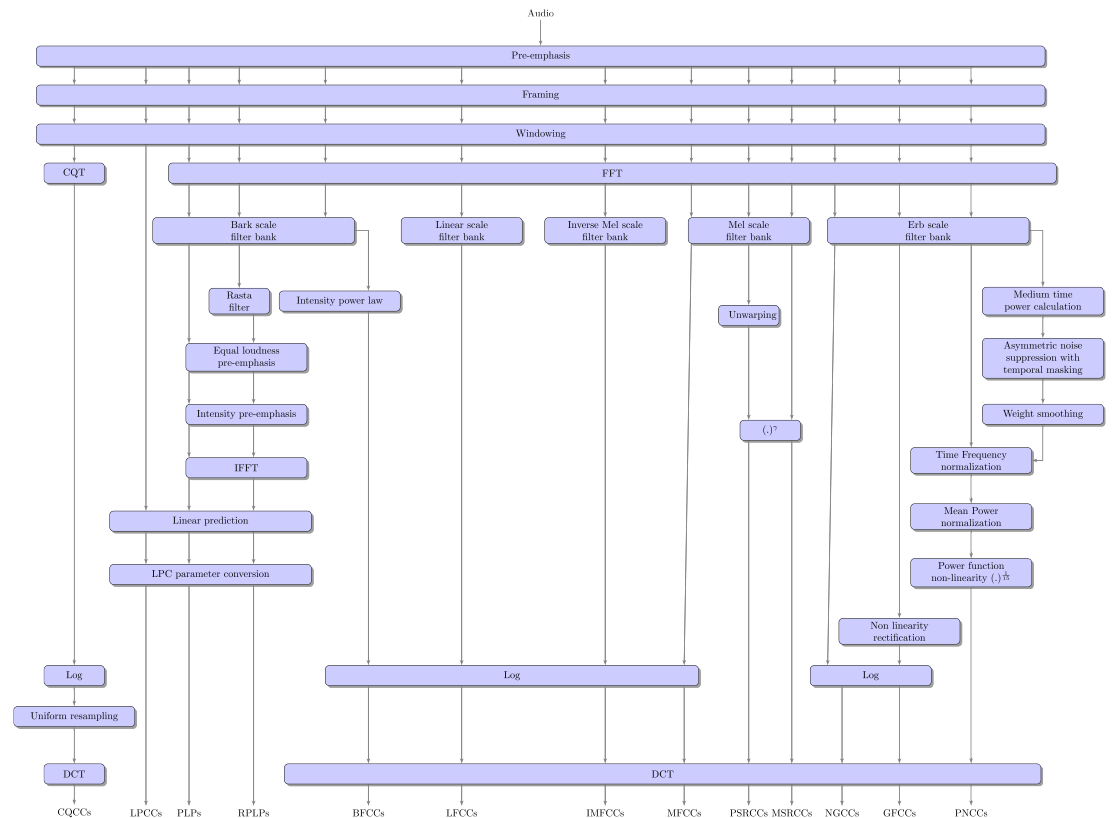 Audio
Pre-emphasis
Framing
Windowing
CQT
FFT
Bark scale
filter bank
Linear scale
filter bank
Inverse Mel scale
filter bank
Mel scale
filter bank
Erb scale
filter bank
Rasta
filter
Intensity power law
Medium time
power calculation
Unwarping
Equal loudness
pre-emphasis
Asymmetric noise
suppression with
temporal masking
Intensity pre-emphasis
Weight smoothing
(.)^γ
IFFT
Time Frequency
normalization
Linear prediction
Mean Power
normalization
LPC parameter conversion
Power function
non-linearity (.)^{1/15}
Non linearity
rectification
Log
Log
Log
Uniform resampling
DCT
DCT
CQCCs LPCCs PLPs RPLPs BFCCs LFCCs IMFCCs MFCCs PSRCCs MSRCCs NGCCs GFCCs PNCCs